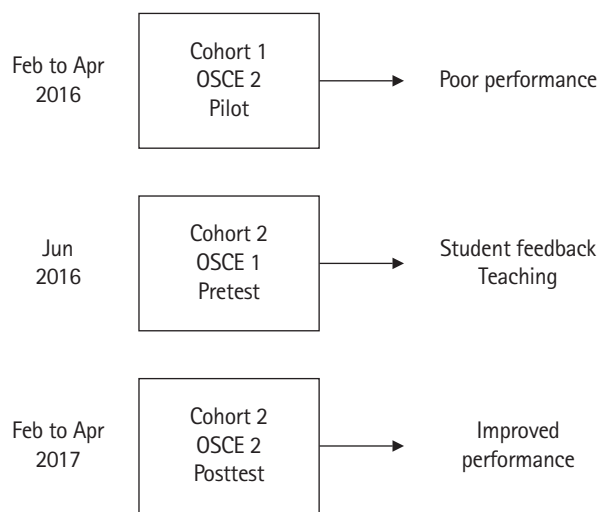 Feb to Apr
2016
Cohort 1
OSCE 2
Pilot
Poor performance
Jun
2016
Cohort 2
OSCE 1
Pretest
Student feedback
Teaching
Feb to Apr
2017
Cohort 2
OSCE 2
Posttest
Improved
performance